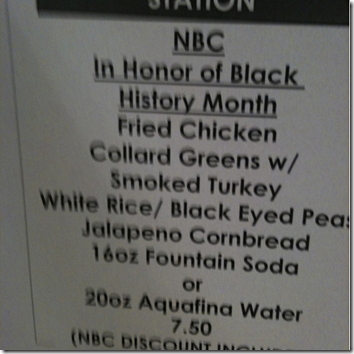 STATION
NBC
In Honor of Black
History Month
Fried Chicken
Collard Greens w/
Smoked Turkey
White Rice/ Black Eyed Peas
Jalapeno Cornbread
16oz Fountain Soda
or
20oz Aquafina Water
7.50
(NBC DISCOUNT